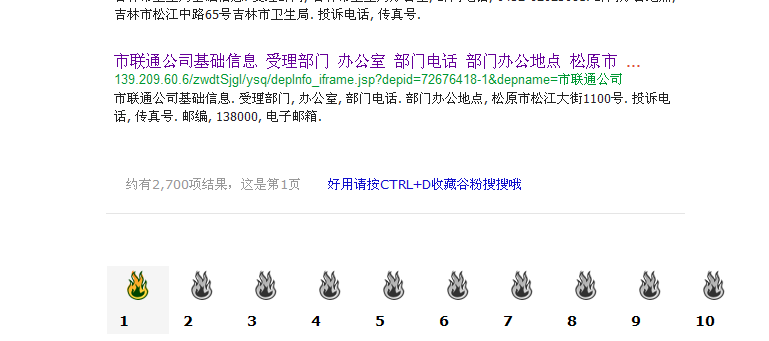 吉林市松江中路65号吉林市卫生局. 投诉电话, 传真号.
市联通公司基础信息 受理部门 办公室 部门电话 部门办公地点 松原市 ...
139.209.60.6/zwdtSjgl/ysq/depInfo_iframe.jsp?depid=72676418-1&depname=市联通公司
市联通公司基础信息. 受理部门, 办公室, 部门电话. 部门办公地点, 松原市松江大街1100号. 投诉电
话, 传真号. 邮编, 138000, 电子邮箱.
约有2,700项结果，这是第1页 好用请按CTRL+D收藏谷粉搜搜哦
1 2 3 4 5 6 7 8 9 10